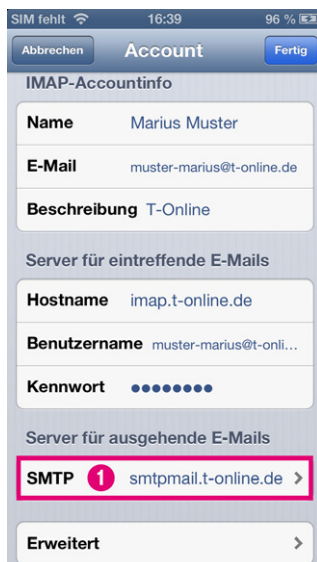 SIM fehlt 16:39 96 %
Abbrechen Account Fertig
IMAP-Accountinfo
Name Marius Muster
E-Mail muster-marius@t-online.de
Beschreibung T-Online
Server für eintreffende E-Mails
Hostname imap.t-online.de
Benutzername muster-marius@t-onli...
Kennwort ●●●●●●●●
Server für ausgehende E-Mails
SMTP 1 smtpmail.t-online.de >
Erweitert >